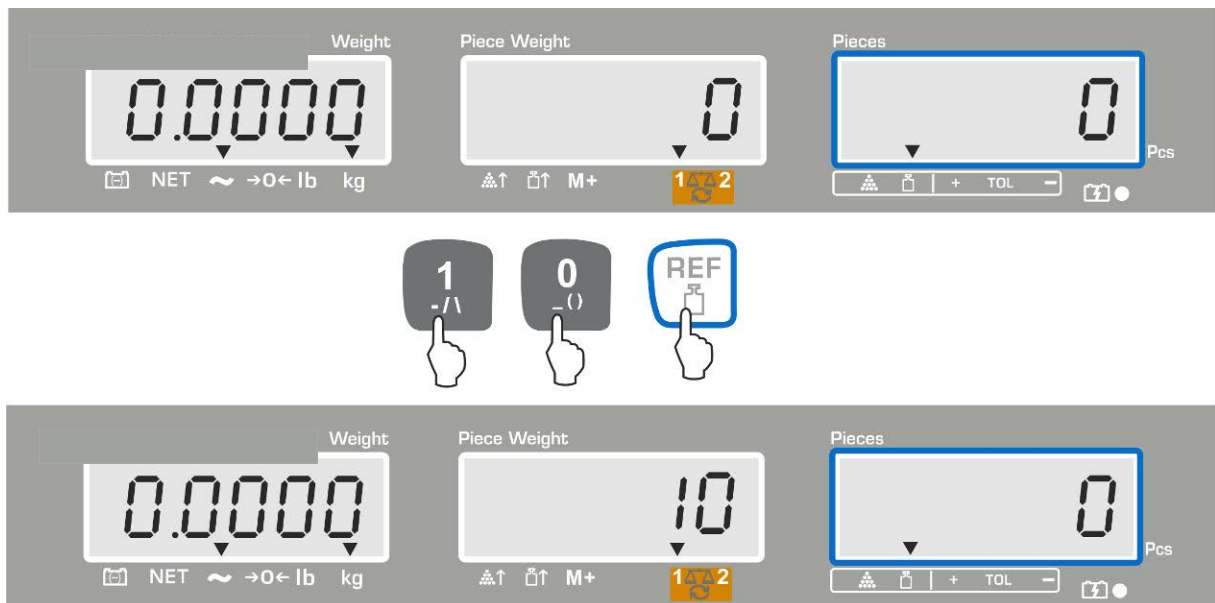 Weight Piece Weight Pieces
0.0000 0 0
Pcs
NET ~ →0← lb kg ↑ ↑ M+ 1 2 + TOL −
1 0 REF
-/\ _()
Weight Piece Weight Pieces
0.0000 10 0
Pcs
NET ~ →0← lb kg ↑ ↑ M+ 1 2 + TOL −